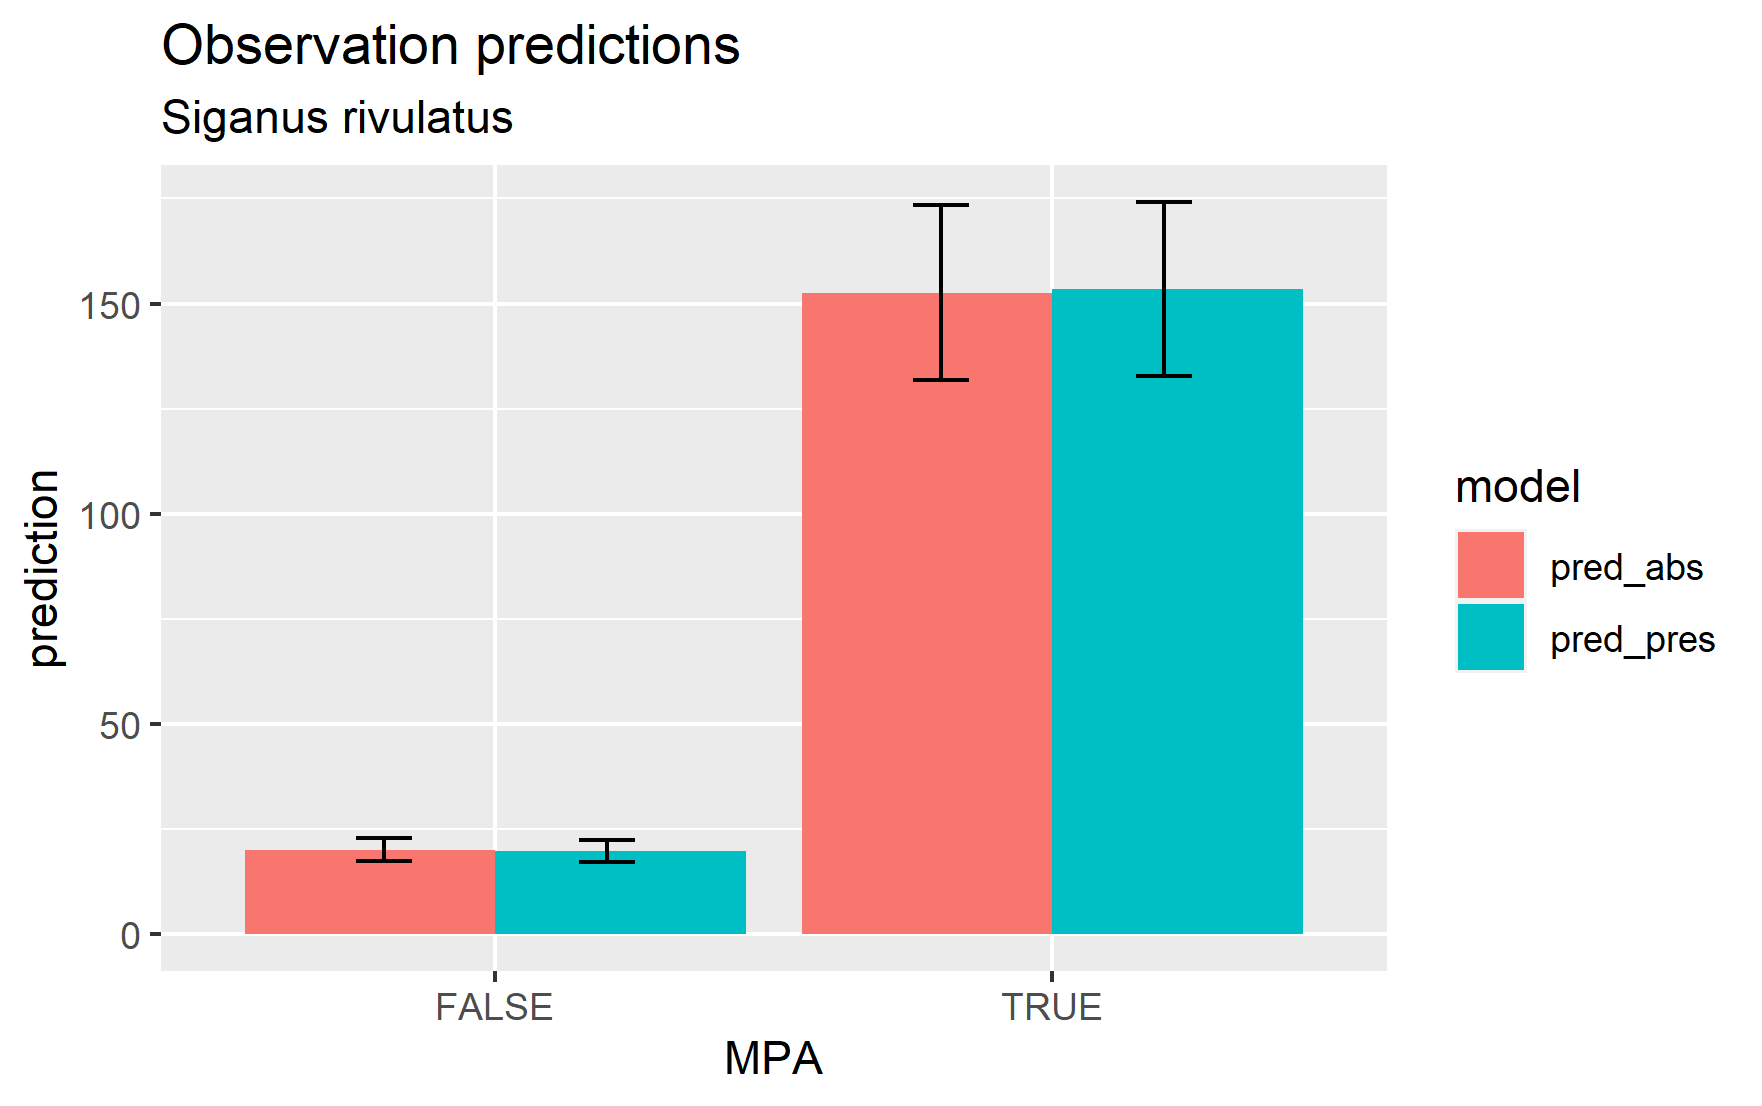 Observation predictions
Siganus rivulatus
prediction
150
100
50
0
FALSE
TRUE
MPA
model
pred_abs
pred_pres